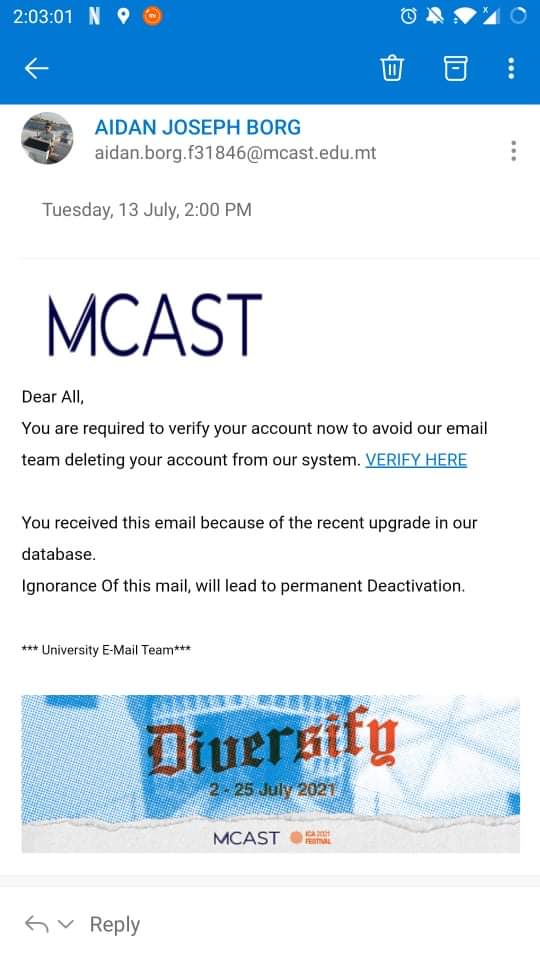 2:03:01
AIDAN JOSEPH BORG
aidan.borg.f31846@mcast.edu.mt
Tuesday, 13 July, 2:00 PM
MCAST
Dear All,
You are required to verify your account now to avoid our email
team deleting your account from our system. VERIFY HERE
You received this email because of the recent upgrade in our
database.
Ignorance Of this mail, will lead to permanent Deactivation.
*** University E-Mail Team***
Diversify
2 - 25 July 2021
MCAST ICA 2021
FESTIVAL
Reply